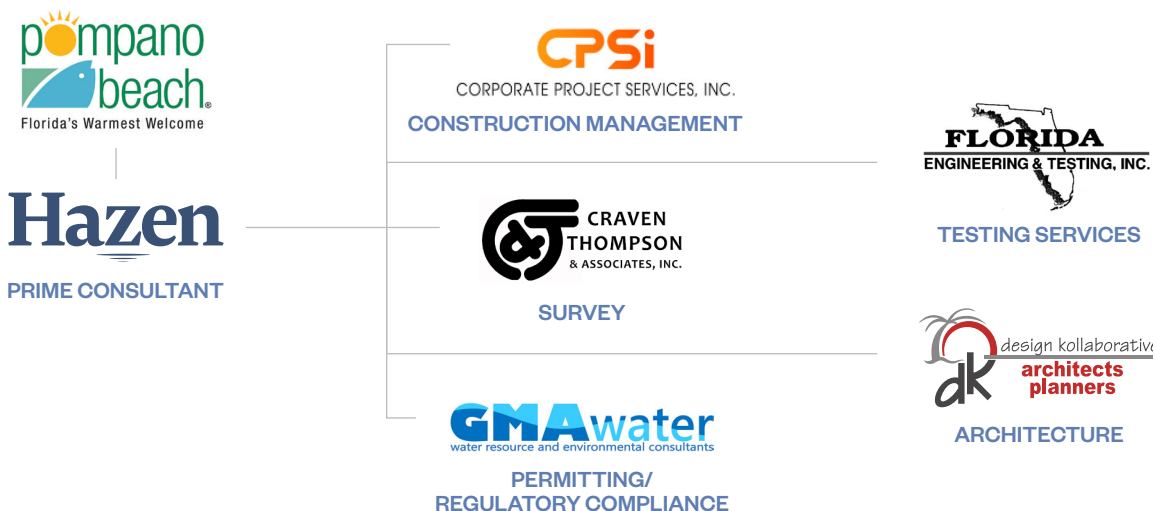 pompano
beach®
Florida's Warmest Welcome
Hazen
PRIME CONSULTANT
CPSi
CORPORATE PROJECT SERVICES, INC.
CONSTRUCTION MANAGEMENT
C&T
CRAVEN
THOMPSON
& ASSOCIATES, INC.
SURVEY
GMAwater
water resource and environmental consultants
PERMITTING/
REGULATORY COMPLIANCE
FLORIDA
ENGINEERING & TESTING, INC.
TESTING SERVICES
dk
design kollaborative
architects
planners
ARCHITECTURE